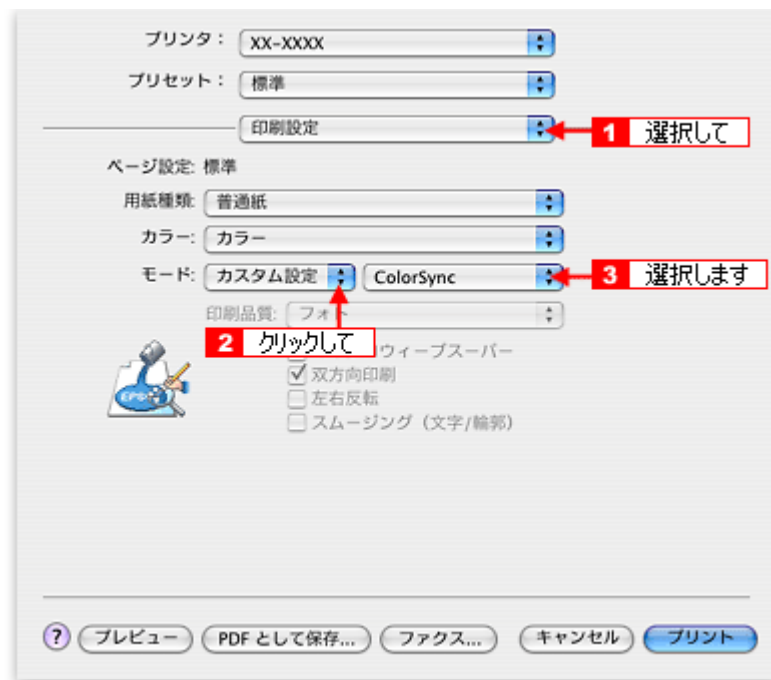 プリンタ： XX-XXXX
プリセット： 標準
印刷設定 1 選択して
ページ設定: 標準
用紙種類: 普通紙
カラー: カラー
モード: カスタム設定 ColorSync 3 選択します
印刷品質: フォト
2 クリックして ウィーブスーパー
双方向印刷
左右反転
スムージング（文字/輪郭）
EPS
? プレビュー PDF として保存... ファクス... キャンセル プリント